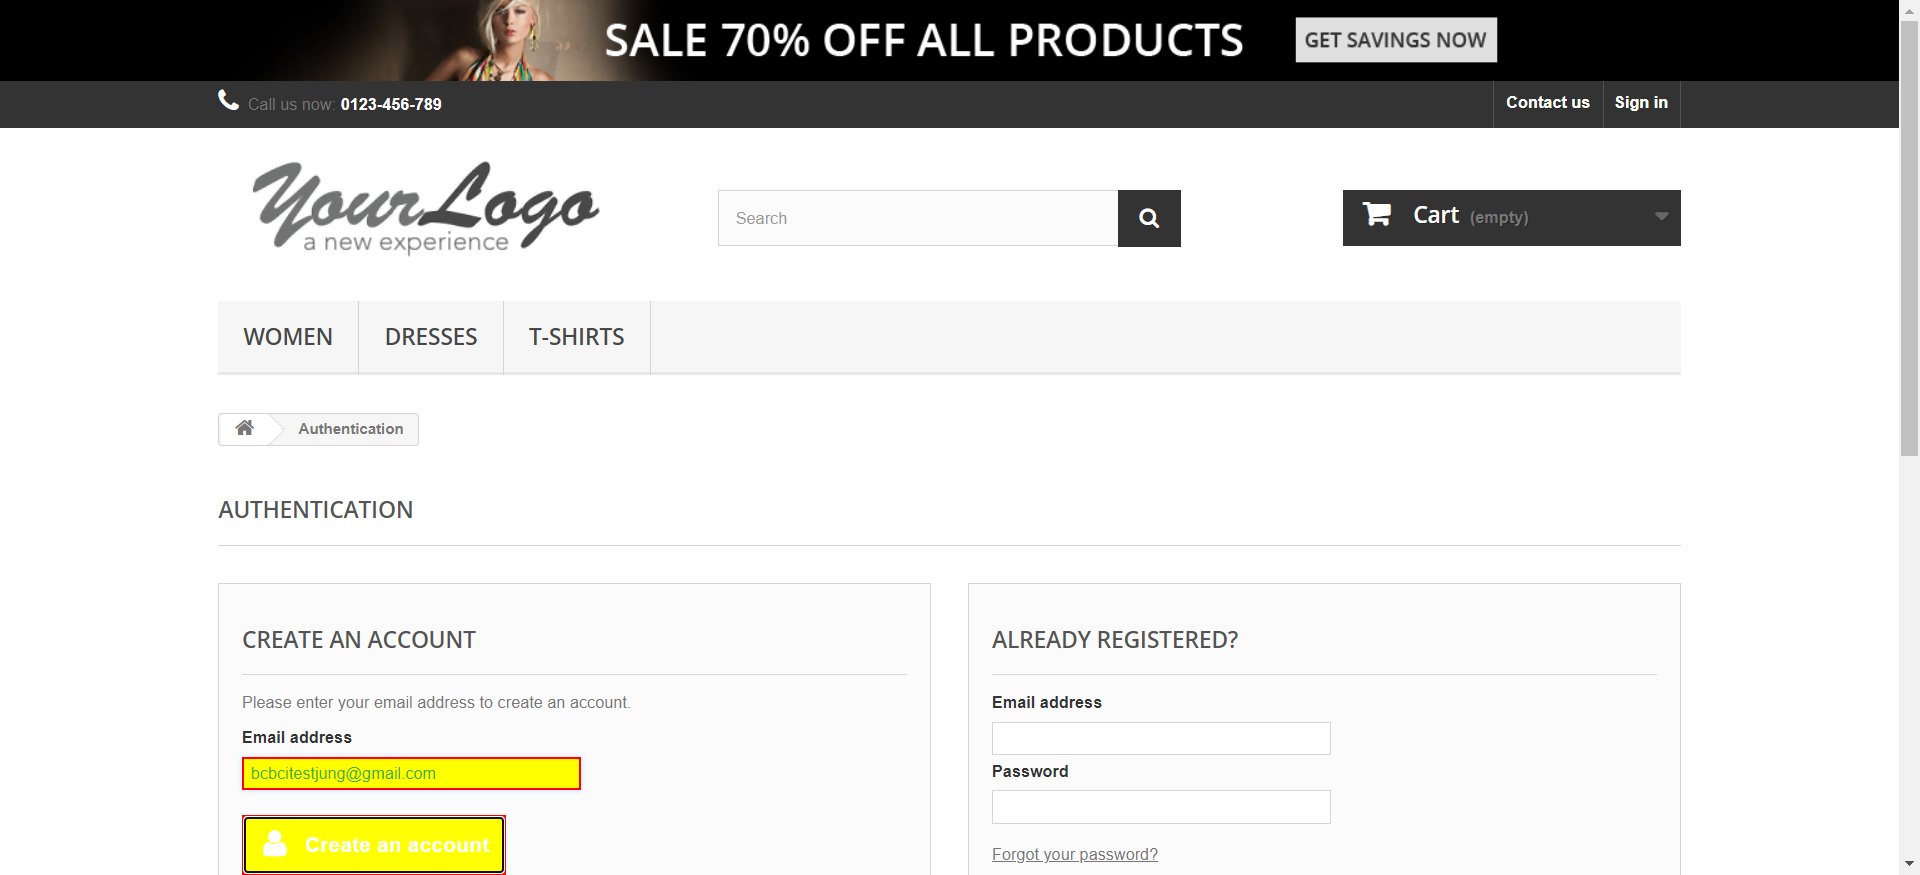 SALE 70% OFF ALL PRODUCTS
GET SAVINGS NOW
Call us now: 0123-456-789
Contact us
Sign in
YourLogo
a new experience
Search
Cart (empty)
WOMEN
DRESSES
T-SHIRTS
Authentication
AUTHENTICATION
CREATE AN ACCOUNT
Please enter your email address to create an account.
Email address
bcbcitestjung@gmail.com
Create an account
ALREADY REGISTERED?
Email address
Password
Forgot your password?